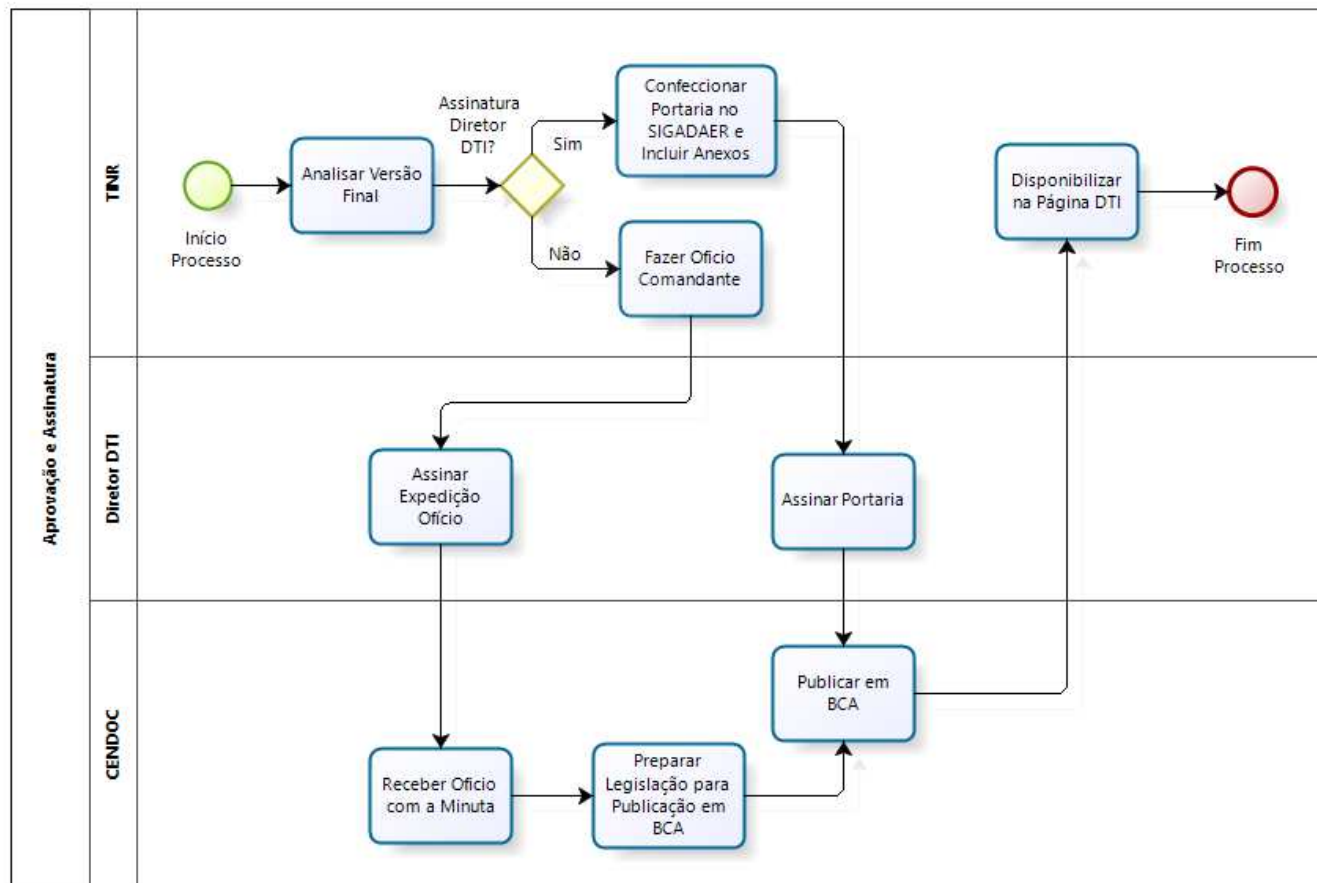 Aprovação e Assinatura
TINR
Início
Processo
Analisar Versão
Final
Assinatura
Diretor
DTI?
Sim
Não
Confeccionar
Portaria no
SIGADAER e
Incluir Anexos
Fazer Oficio
Comandante
Disponibilizar
na Página DTI
Fim
Processo
Diretor DTI
Assinar
Expedição
Ofício
Assinar Portaria
CENDOC
Receber Oficio
com a Minuta
Preparar
Legislação para
Publicação em
BCA
Publicar em
BCA